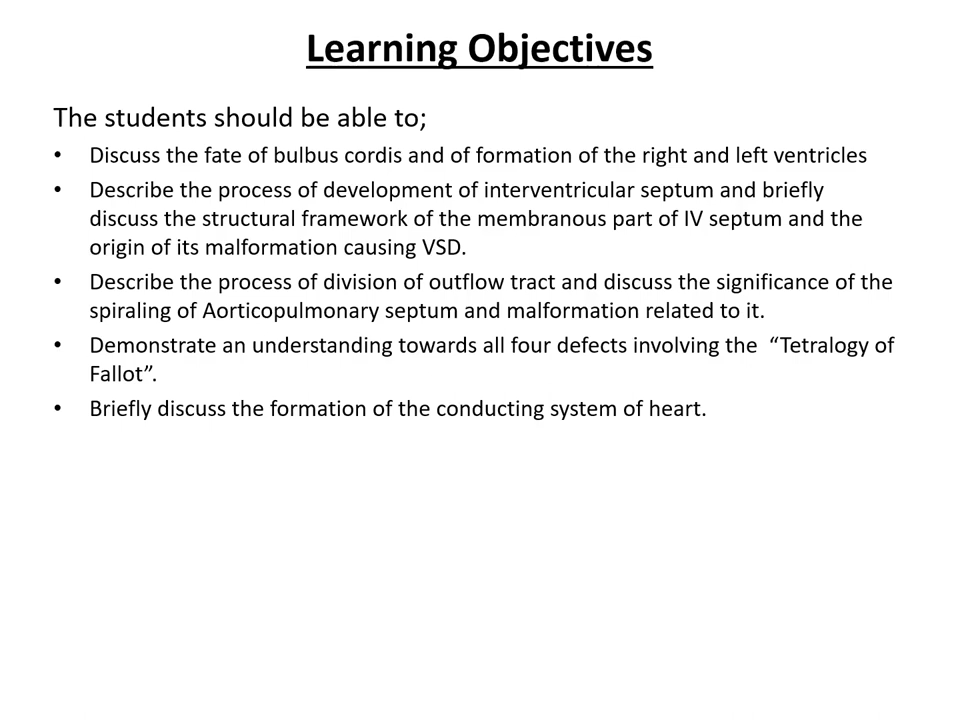 Learning Objectives
The students should be able to;
• Discuss the fate of bulbus cordis and of formation of the right and left ventricles
• Describe the process of development of interventricular septum and briefly
discuss the structural framework of the membranous part of IV septum and the
origin of its malformation causing VSD.
• Describe the process of division of outflow tract and discuss the significance of the
spiraling of Aorticopulmonary septum and malformation related to it.
• Demonstrate an understanding towards all four defects involving the  “Tetralogy of
Fallot”.
• Briefly discuss the formation of the conducting system of heart.